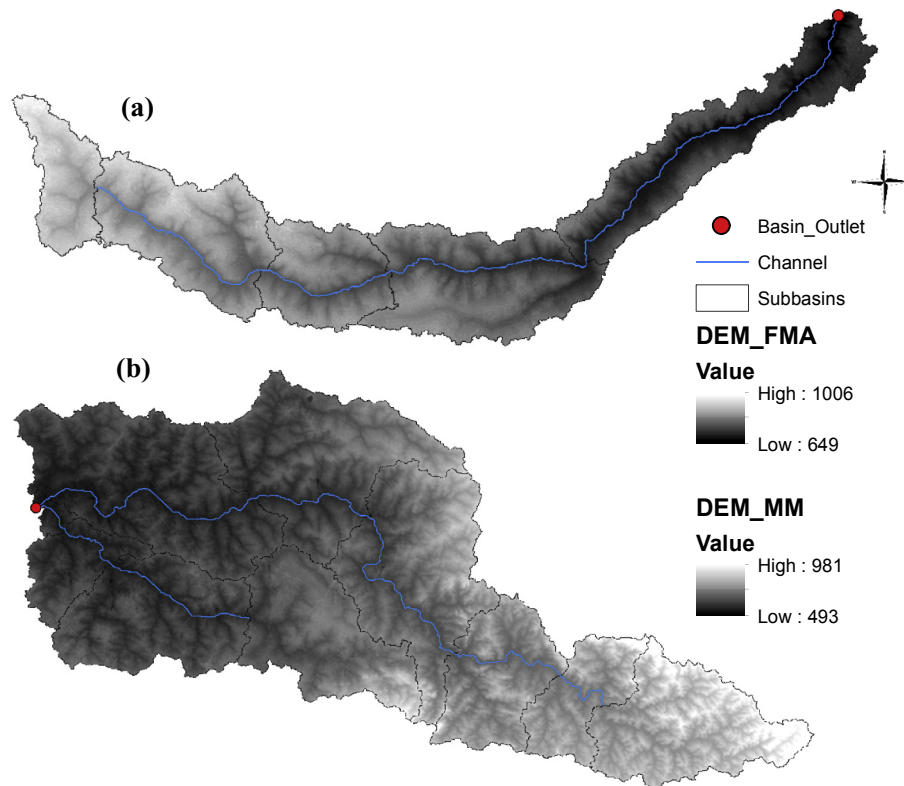 (a)
Basin_Outlet
Channel
Subbasins
DEM_FMA
Value
High : 1006
Low : 649
(b)
DEM_MM
Value
High : 981
Low : 493